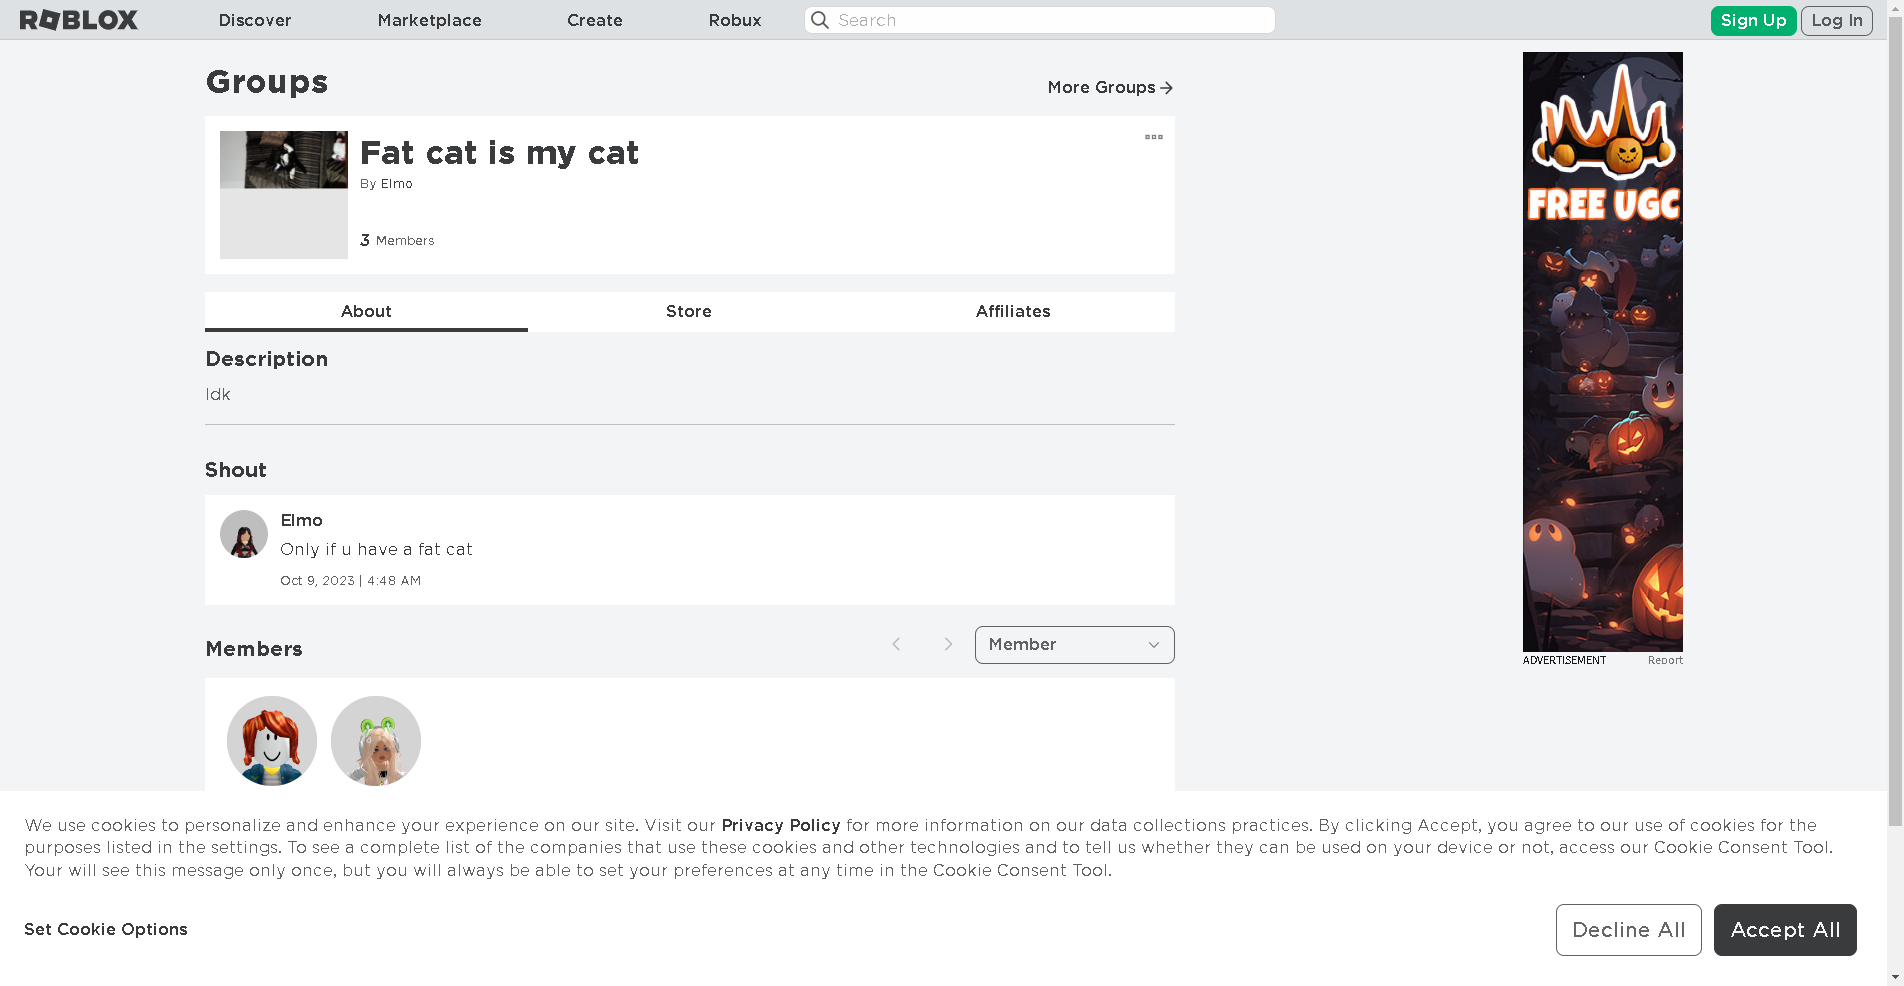 ROBLOX
Discover
Marketplace
Create
Robux
Search
Sign Up
Log In
Groups
More Groups
Fat cat is my cat
By Elmo
3 Members
About
Store
Affiliates
Description
Idk
Shout
Elmo
Only if u have a fat cat
Oct 9, 2023 | 4:48 AM
Members
Member
FREE UGC
ADVERTISEMENT
Report
We use cookies to personalize and enhance your experience on our site. Visit our Privacy Policy for more information on our data collections practices. By clicking Accept, you agree to our use of cookies for the
purposes listed in the settings. To see a complete list of the companies that use these cookies and other technologies and to tell us whether they can be used on your device or not, access our Cookie Consent Tool.
Your will see this message only once, but you will always be able to set your preferences at any time in the Cookie Consent Tool.
Set Cookie Options
Decline All
Accept All